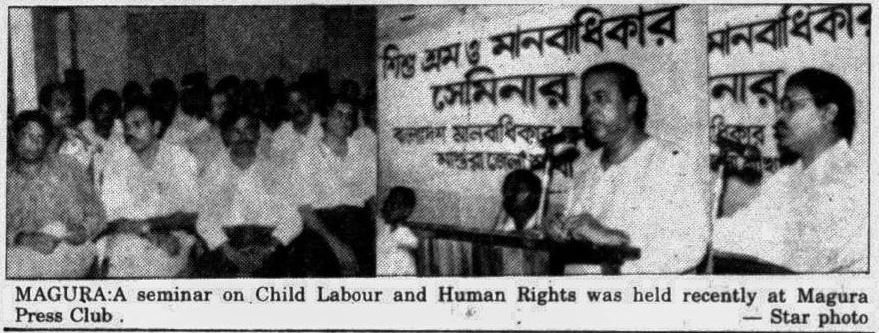 শিশু শ্রম ও মানবাধিকার
সেমিনার
বাংলাদেশ মানবাধিকার
মাগুরা জেলা শাখা
মানবাধিকার
নার
ধিকার
MAGURA:A seminar on Child Labour and Human Rights was held recently at Magura
Press Club .
— Star photo